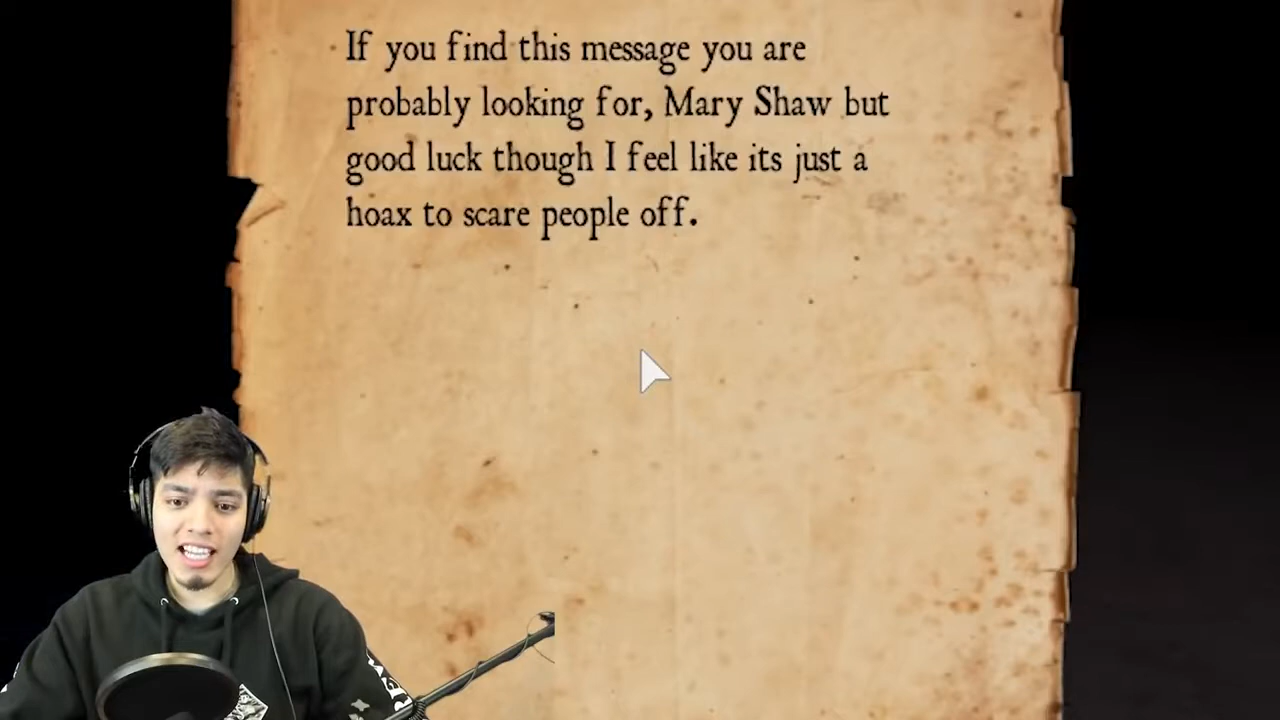 If you find this message you are
probably looking for, Mary Shaw but
good luck though I feel like its just a
hoax to scare people off.